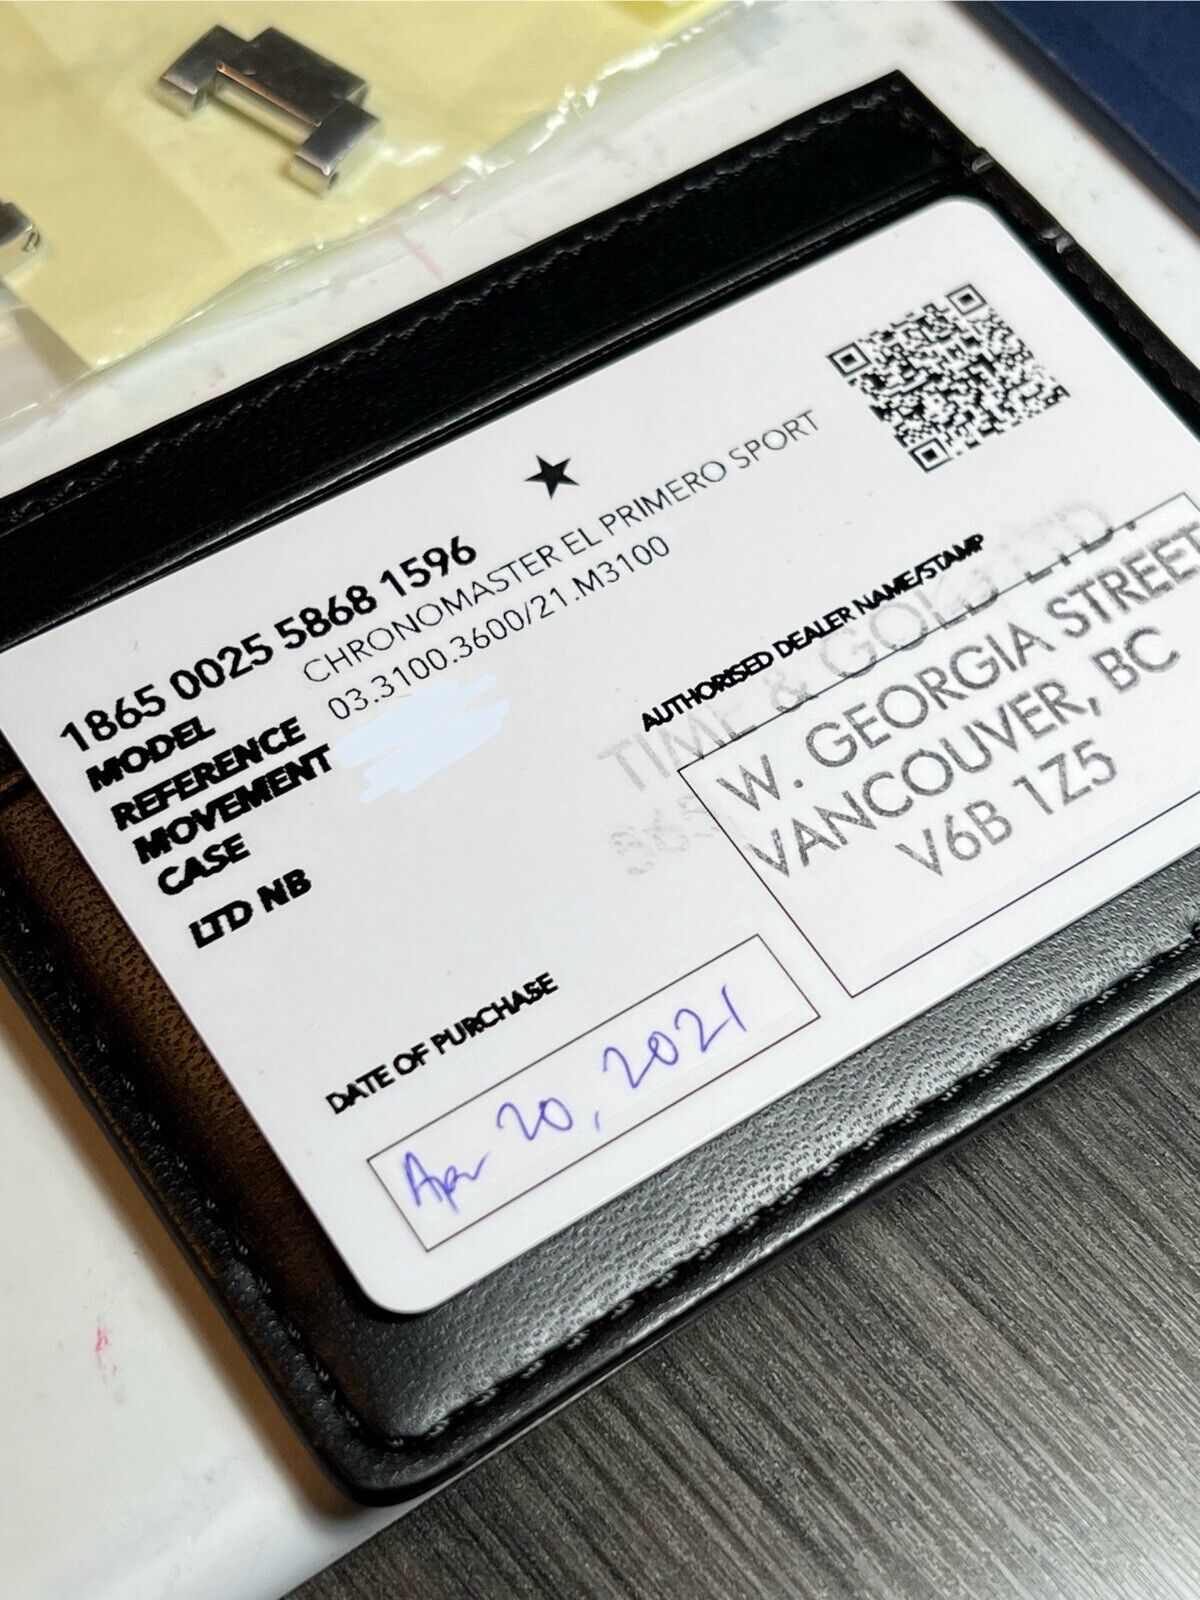 1865 0025 5868 1596
MODEL CHRONOMASTER EL PRIMERO SPORT
REFERENCE 03.3100.3600/21.M3100
MOVEMENT
CASE
LTD NB
AUTHORISED DEALER NAME/STAMP
TIME & GOLD LTD.
W. GEORGIA STREET
VANCOUVER, BC
V6B 1Z5
DATE OF PURCHASE
Apr 20, 2021